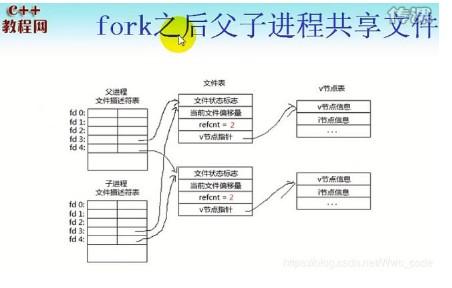 C++
教程网
fork之后父子进程共享文件
父进程
文件描述符表
fd 0:
fd 1:
fd 2:
fd 3:
fd 4:
文件表
文件状态标志
当前文件偏移量
refcnt = 2
v节点指针
v节点表
v节点信息
i节点信息
...
子进程
文件描述符表
fd 0:
fd 1:
fd 2:
fd 3:
fd 4:
文件状态标志
当前文件偏移量
refcnt = 2
v节点指针
v节点信息
i节点信息
...